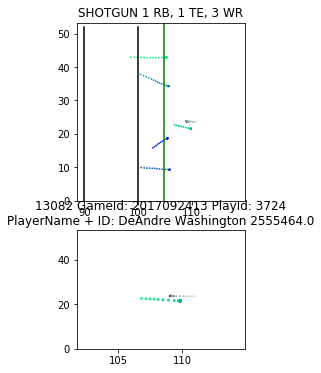 SHOTGUN 1 RB, 1 TE, 3 WR
50
40
30
20
10
0
90 100 110
13082 GameId: 2017092413 PlayId: 3724
PlayerName + ID: DeAndre Washington 2555464.0
40
20
0
105 110